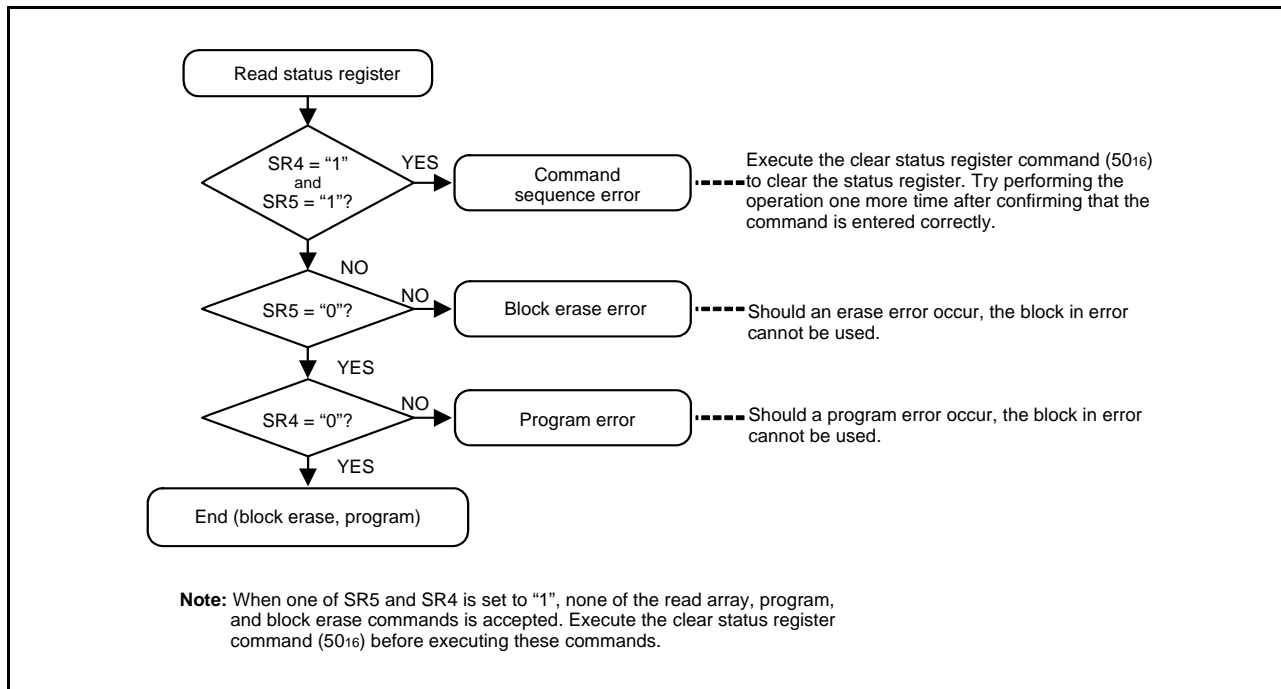 Read status register
SR4 = “1”
and
SR5 = “1”?
YES
Command
sequence error
Execute the clear status register command (5016)
to clear the status register. Try performing the
operation one more time after confirming that the
command is entered correctly.
NO
SR5 = “0”?
NO
Block erase error
Should an erase error occur, the block in error
cannot be used.
YES
SR4 = “0”?
NO
Program error
Should a program error occur, the block in error
cannot be used.
YES
End (block erase, program)
Note: When one of SR5 and SR4 is set to “1”, none of the read array, program,
and block erase commands is accepted. Execute the clear status register
command (5016) before executing these commands.